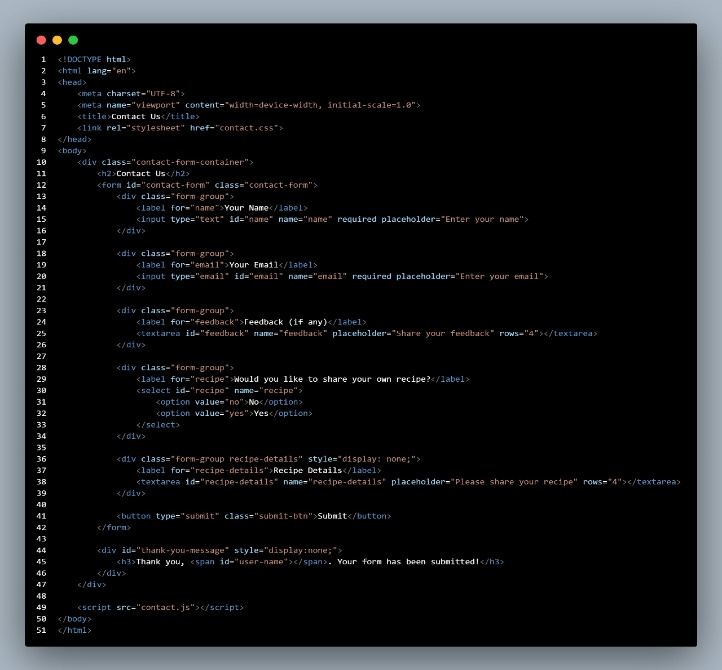 1 <!DOCTYPE html>
2 <html lang="en">
3 <head>
4     <meta charset="UTF-8">
5     <meta name="viewport" content="width=device-width, initial-scale=1.0">
6     <title>Contact Us</title>
7     <link rel="stylesheet" href="contact.css">
8 </head>
9 <body>
10     <div class="contact-form-container">
11         <h2>Contact Us</h2>
12         <form id="contact-form" class="contact-form">
13             <div class="form-group">
14                 <label for="name">Your Name</label>
15                 <input type="text" id="name" name="name" required placeholder="Enter your name">
16             </div>
17
18             <div class="form-group">
19                 <label for="email">Your Email</label>
20                 <input type="email" id="email" name="email" required placeholder="Enter your email">
21             </div>
22
23             <div class="form-group">
24                 <label for="feedback">Feedback (if any)</label>
25                 <textarea id="feedback" name="feedback" placeholder="Share your feedback" rows="4"></textarea>
26             </div>
27
28             <div class="form-group">
29                 <label for="recipe">Would you like to share your own recipe?</label>
30                 <select id="recipe" name="recipe">
31                     <option value="no">No</option>
32                     <option value="yes">Yes</option>
33                 </select>
34             </div>
35
36             <div class="form-group recipe-details" style="display: none;">
37                 <label for="recipe-details">Recipe Details</label>
38                 <textarea id="recipe-details" name="recipe-details" placeholder="Please share your recipe" rows="4"></textarea>
39             </div>
40
41             <button type="submit" class="submit-btn">Submit</button>
42         </form>
43
44         <div id="thank-you-message" style="display:none;">
45             <h3>Thank you, <span id="user-name"></span>. Your form has been submitted!</h3>
46         </div>
47     </div>
48
49     <script src="contact.js"></script>
50 </body>
51 </html>